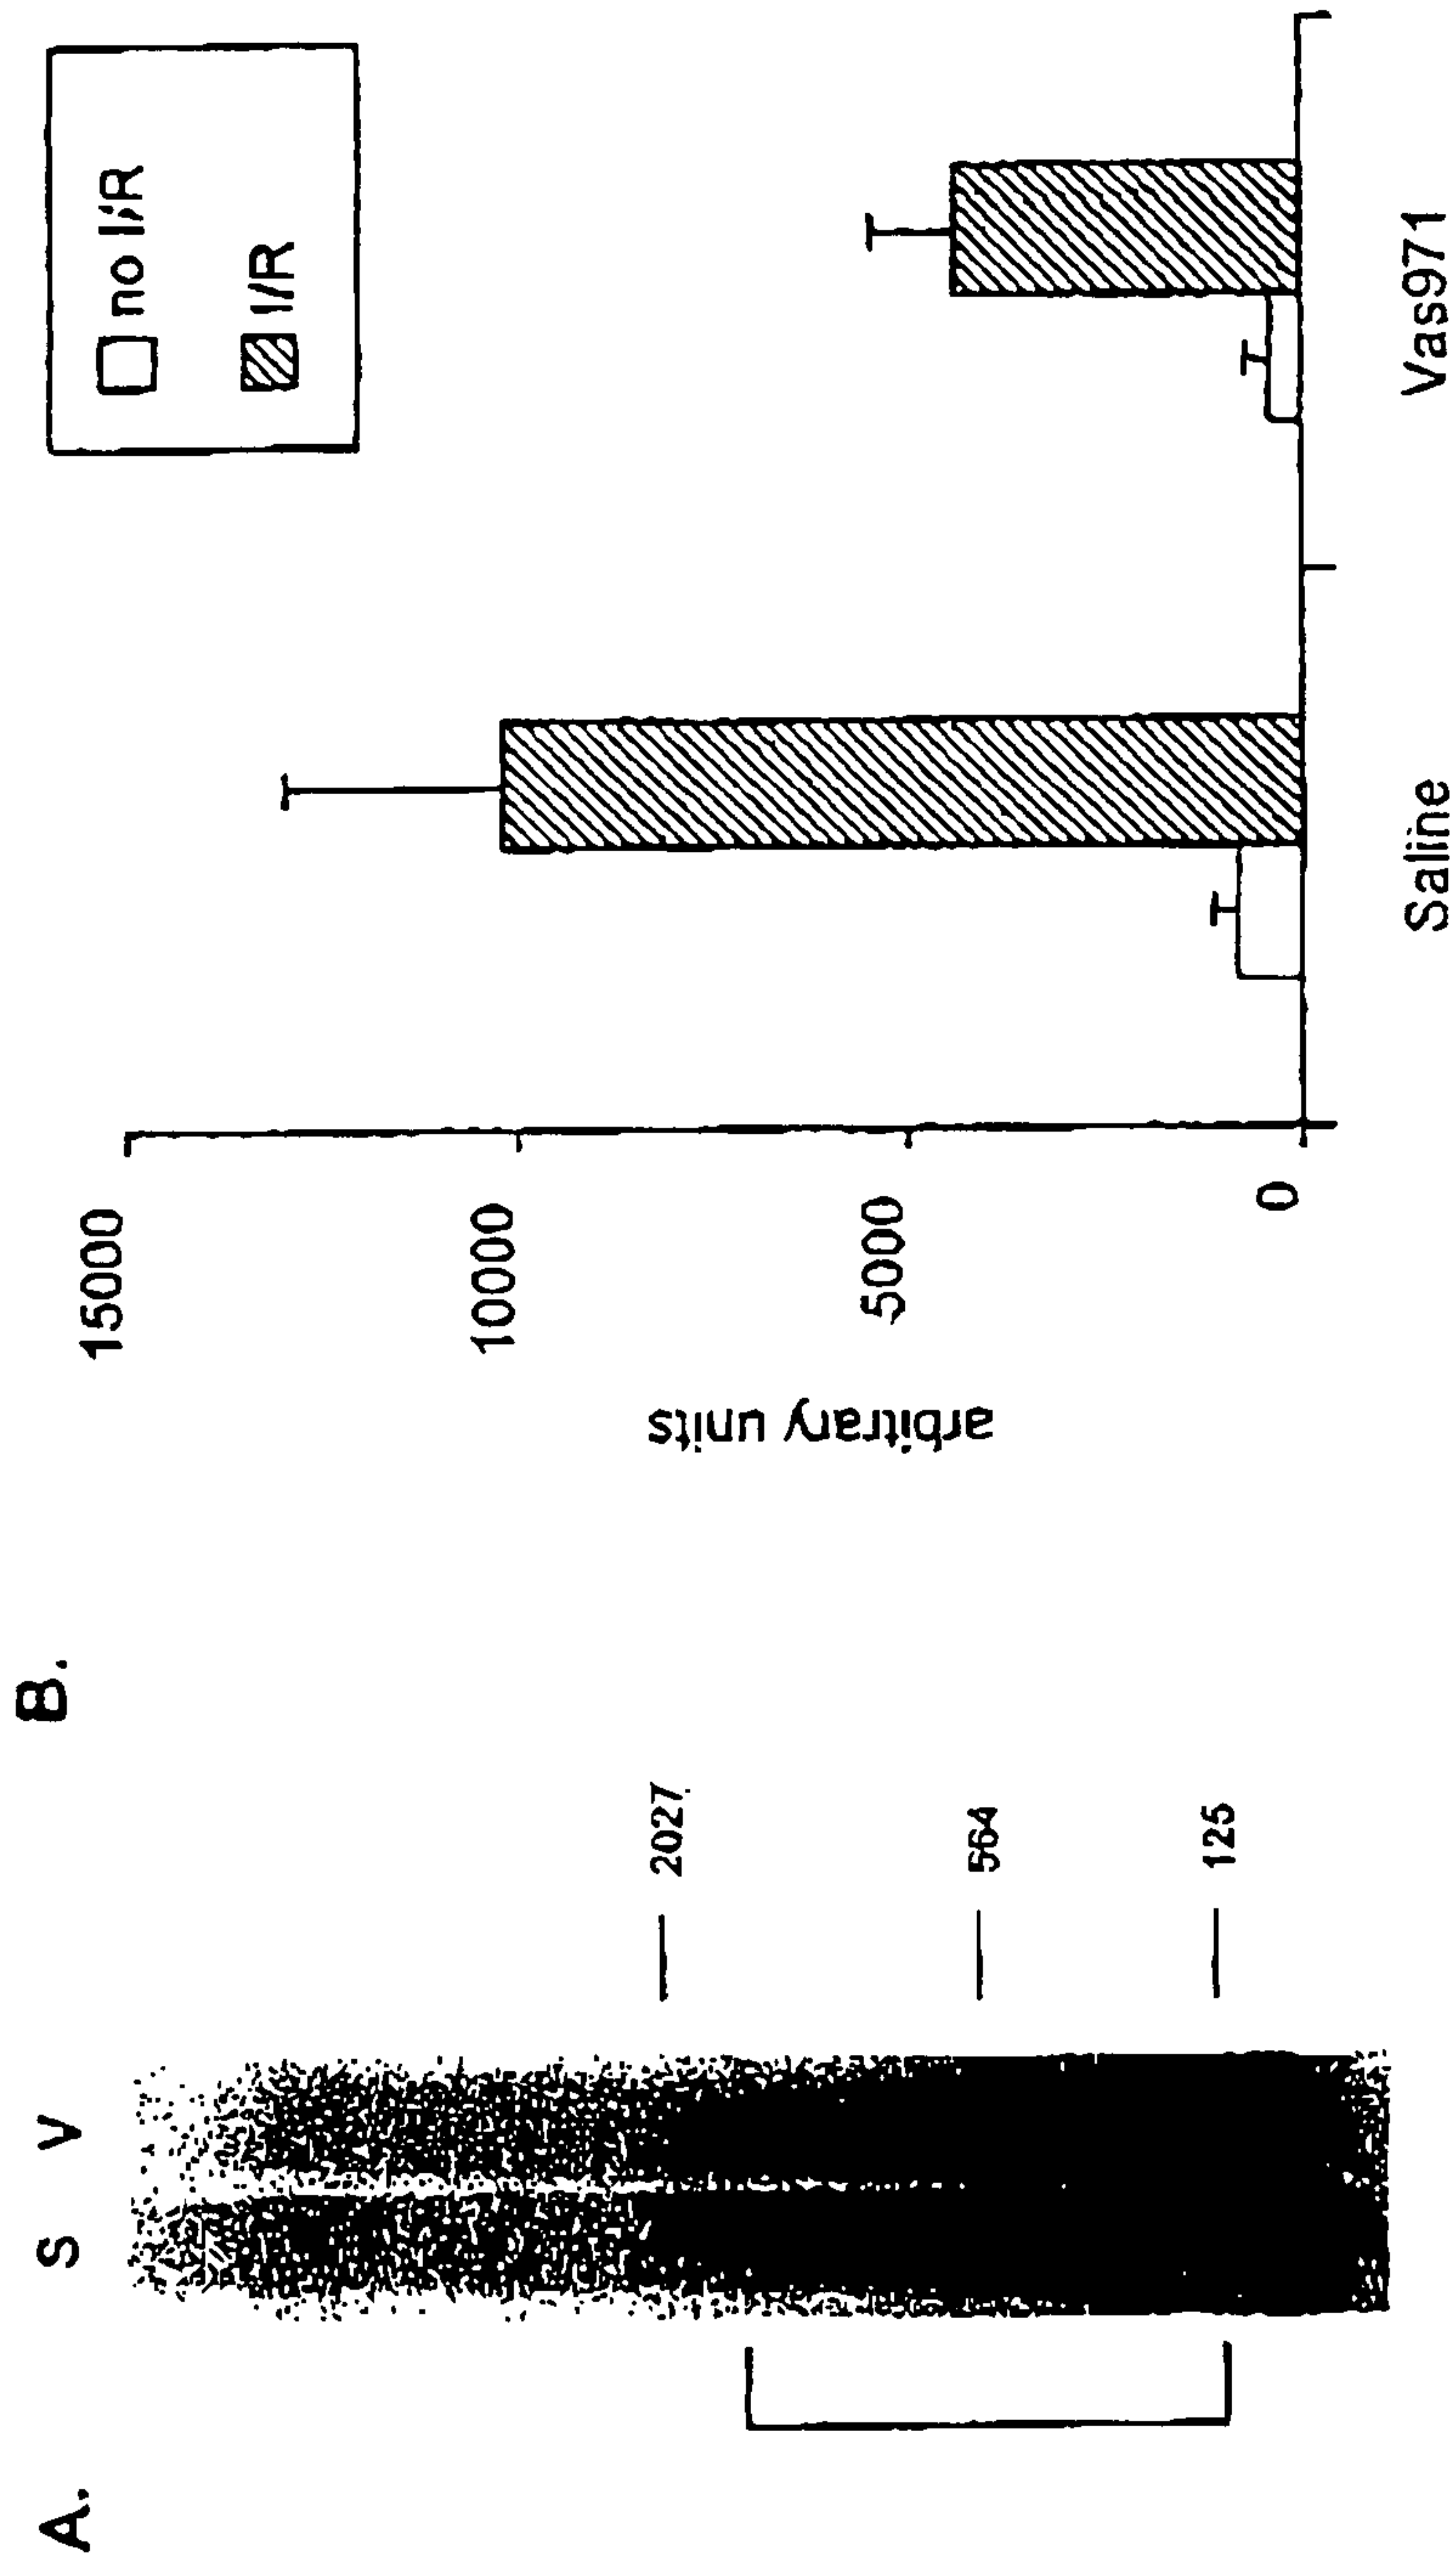 A.
S V
2027
564
125
B.
arbitrary units
15000
10000
5000
0
no I/R
I/R
Saline Vas971